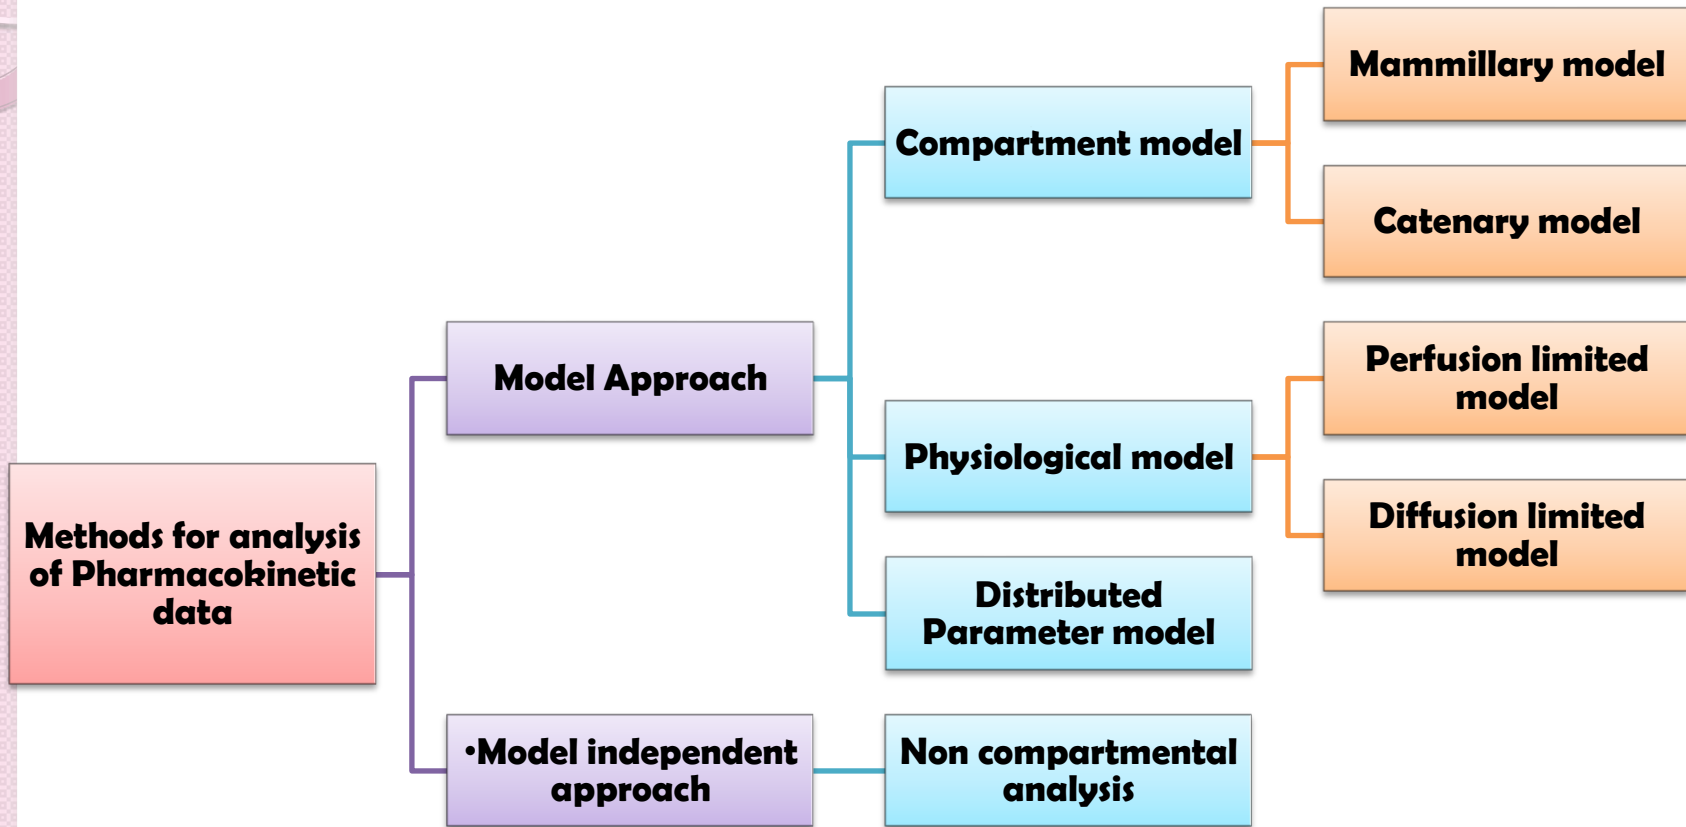 Mammillary model
Compartment model
Catenary model
Model Approach
Perfusion limited
model
Physiological model
Diffusion limited
model
Methods for analysis
of Pharmacokinetic
data
Distributed
Parameter model
•Model independent
approach
Non compartmental
analysis